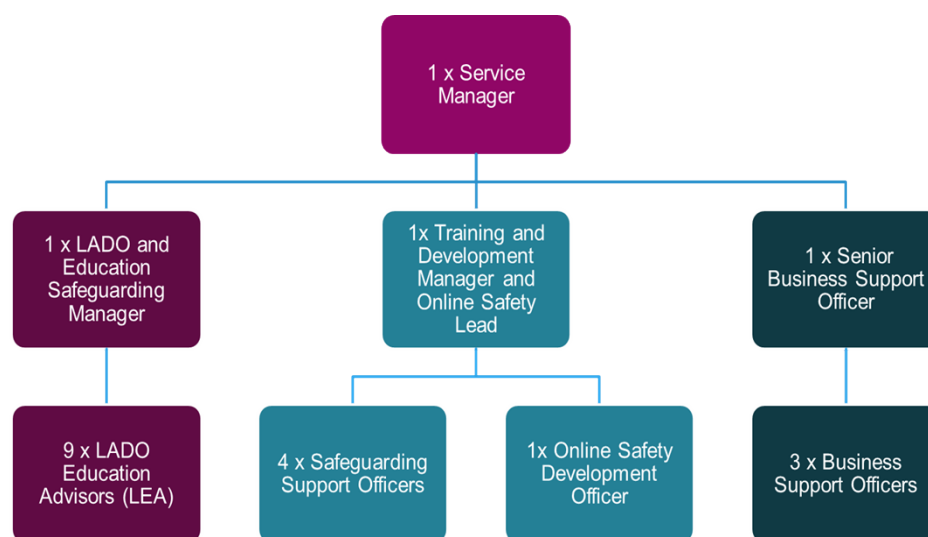 1 x Service
Manager
1 x LADO and
Education
Safeguarding
Manager
1x Training and
Development
Manager and
Online Safety
Lead
1 x Senior
Business Support
Officer
9 x LADO
Education
Advisors (LEA)
4 x Safeguarding
Support Officers
1x Online Safety
Development
Officer
3 x Business
Support Officers